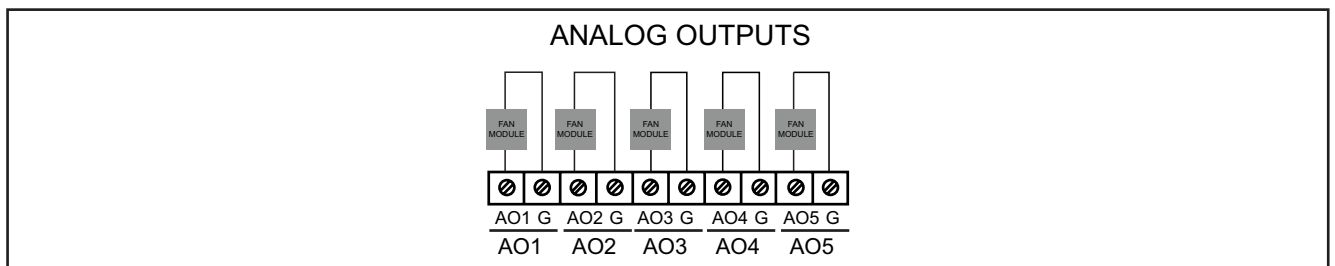 ANALOG OUTPUTS
FAN MODULE FAN MODULE FAN MODULE FAN MODULE FAN MODULE
AO1 G AO2 G AO3 G AO4 G AO5 G
AO1 AO2 AO3 AO4 AO5